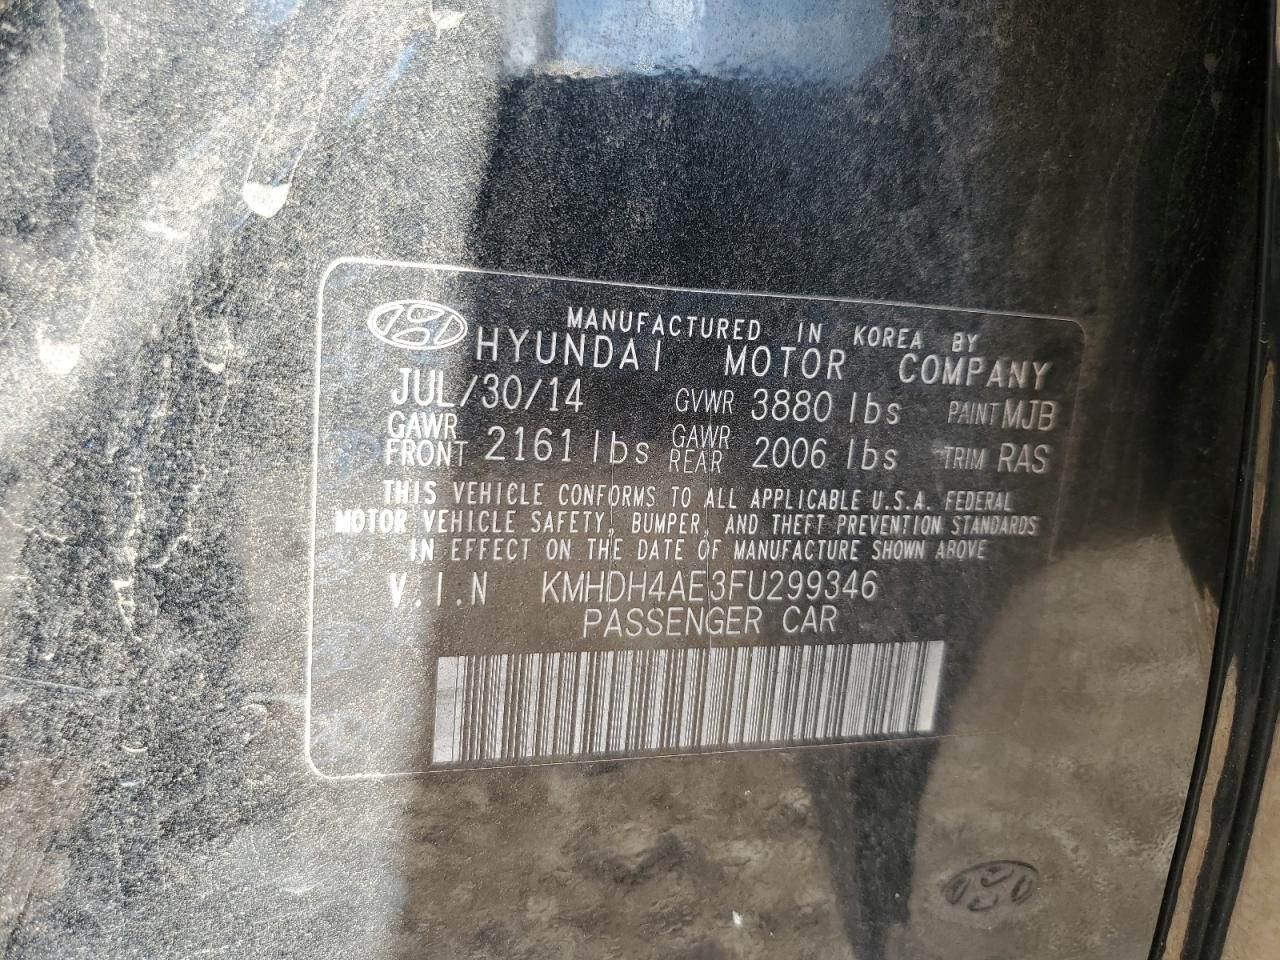 MANUFACTURED IN KOREA BY
HYUNDAI MOTOR COMPANY
JUL/30/14 GVWR 3880 lbs PAINT MJB
GAWR FRONT 2161 lbs GAWR REAR 2006 lbs TRIM RAS
THIS VEHICLE CONFORMS TO ALL APPLICABLE U.S.A. FEDERAL
MOTOR VEHICLE SAFETY, BUMPER, AND THEFT PREVENTION STANDARDS
IN EFFECT ON THE DATE OF MANUFACTURE SHOWN ABOVE
V.I.N KMHDH4AE3FU299346
PASSENGER CAR